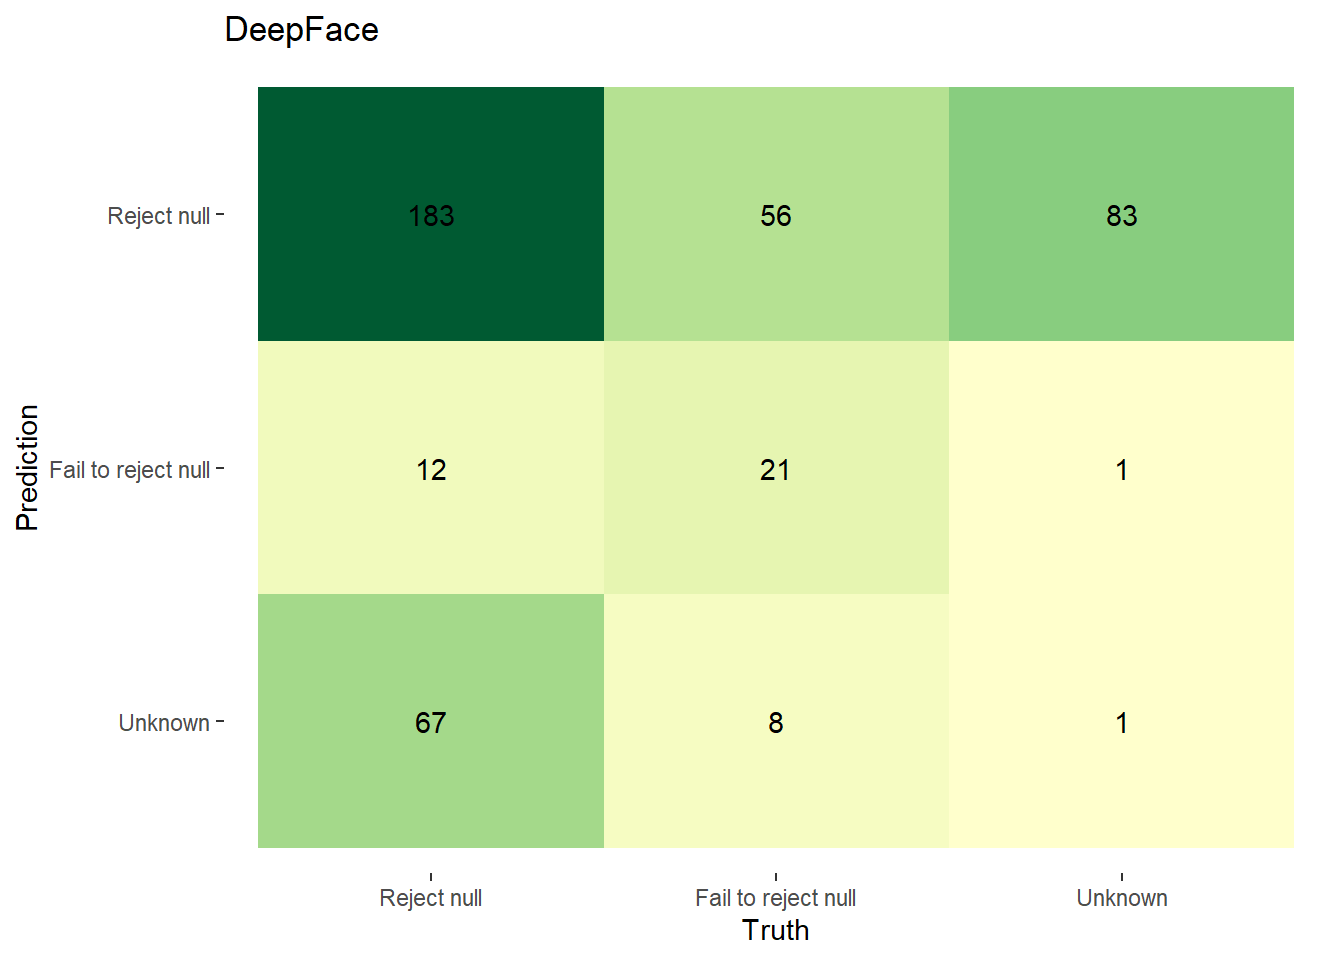 DeepFace
Reject null
183
56
83
Prediction
Fail to reject null
12
21
1
Unknown
67
8
1
Reject null
Fail to reject null
Unknown
Truth